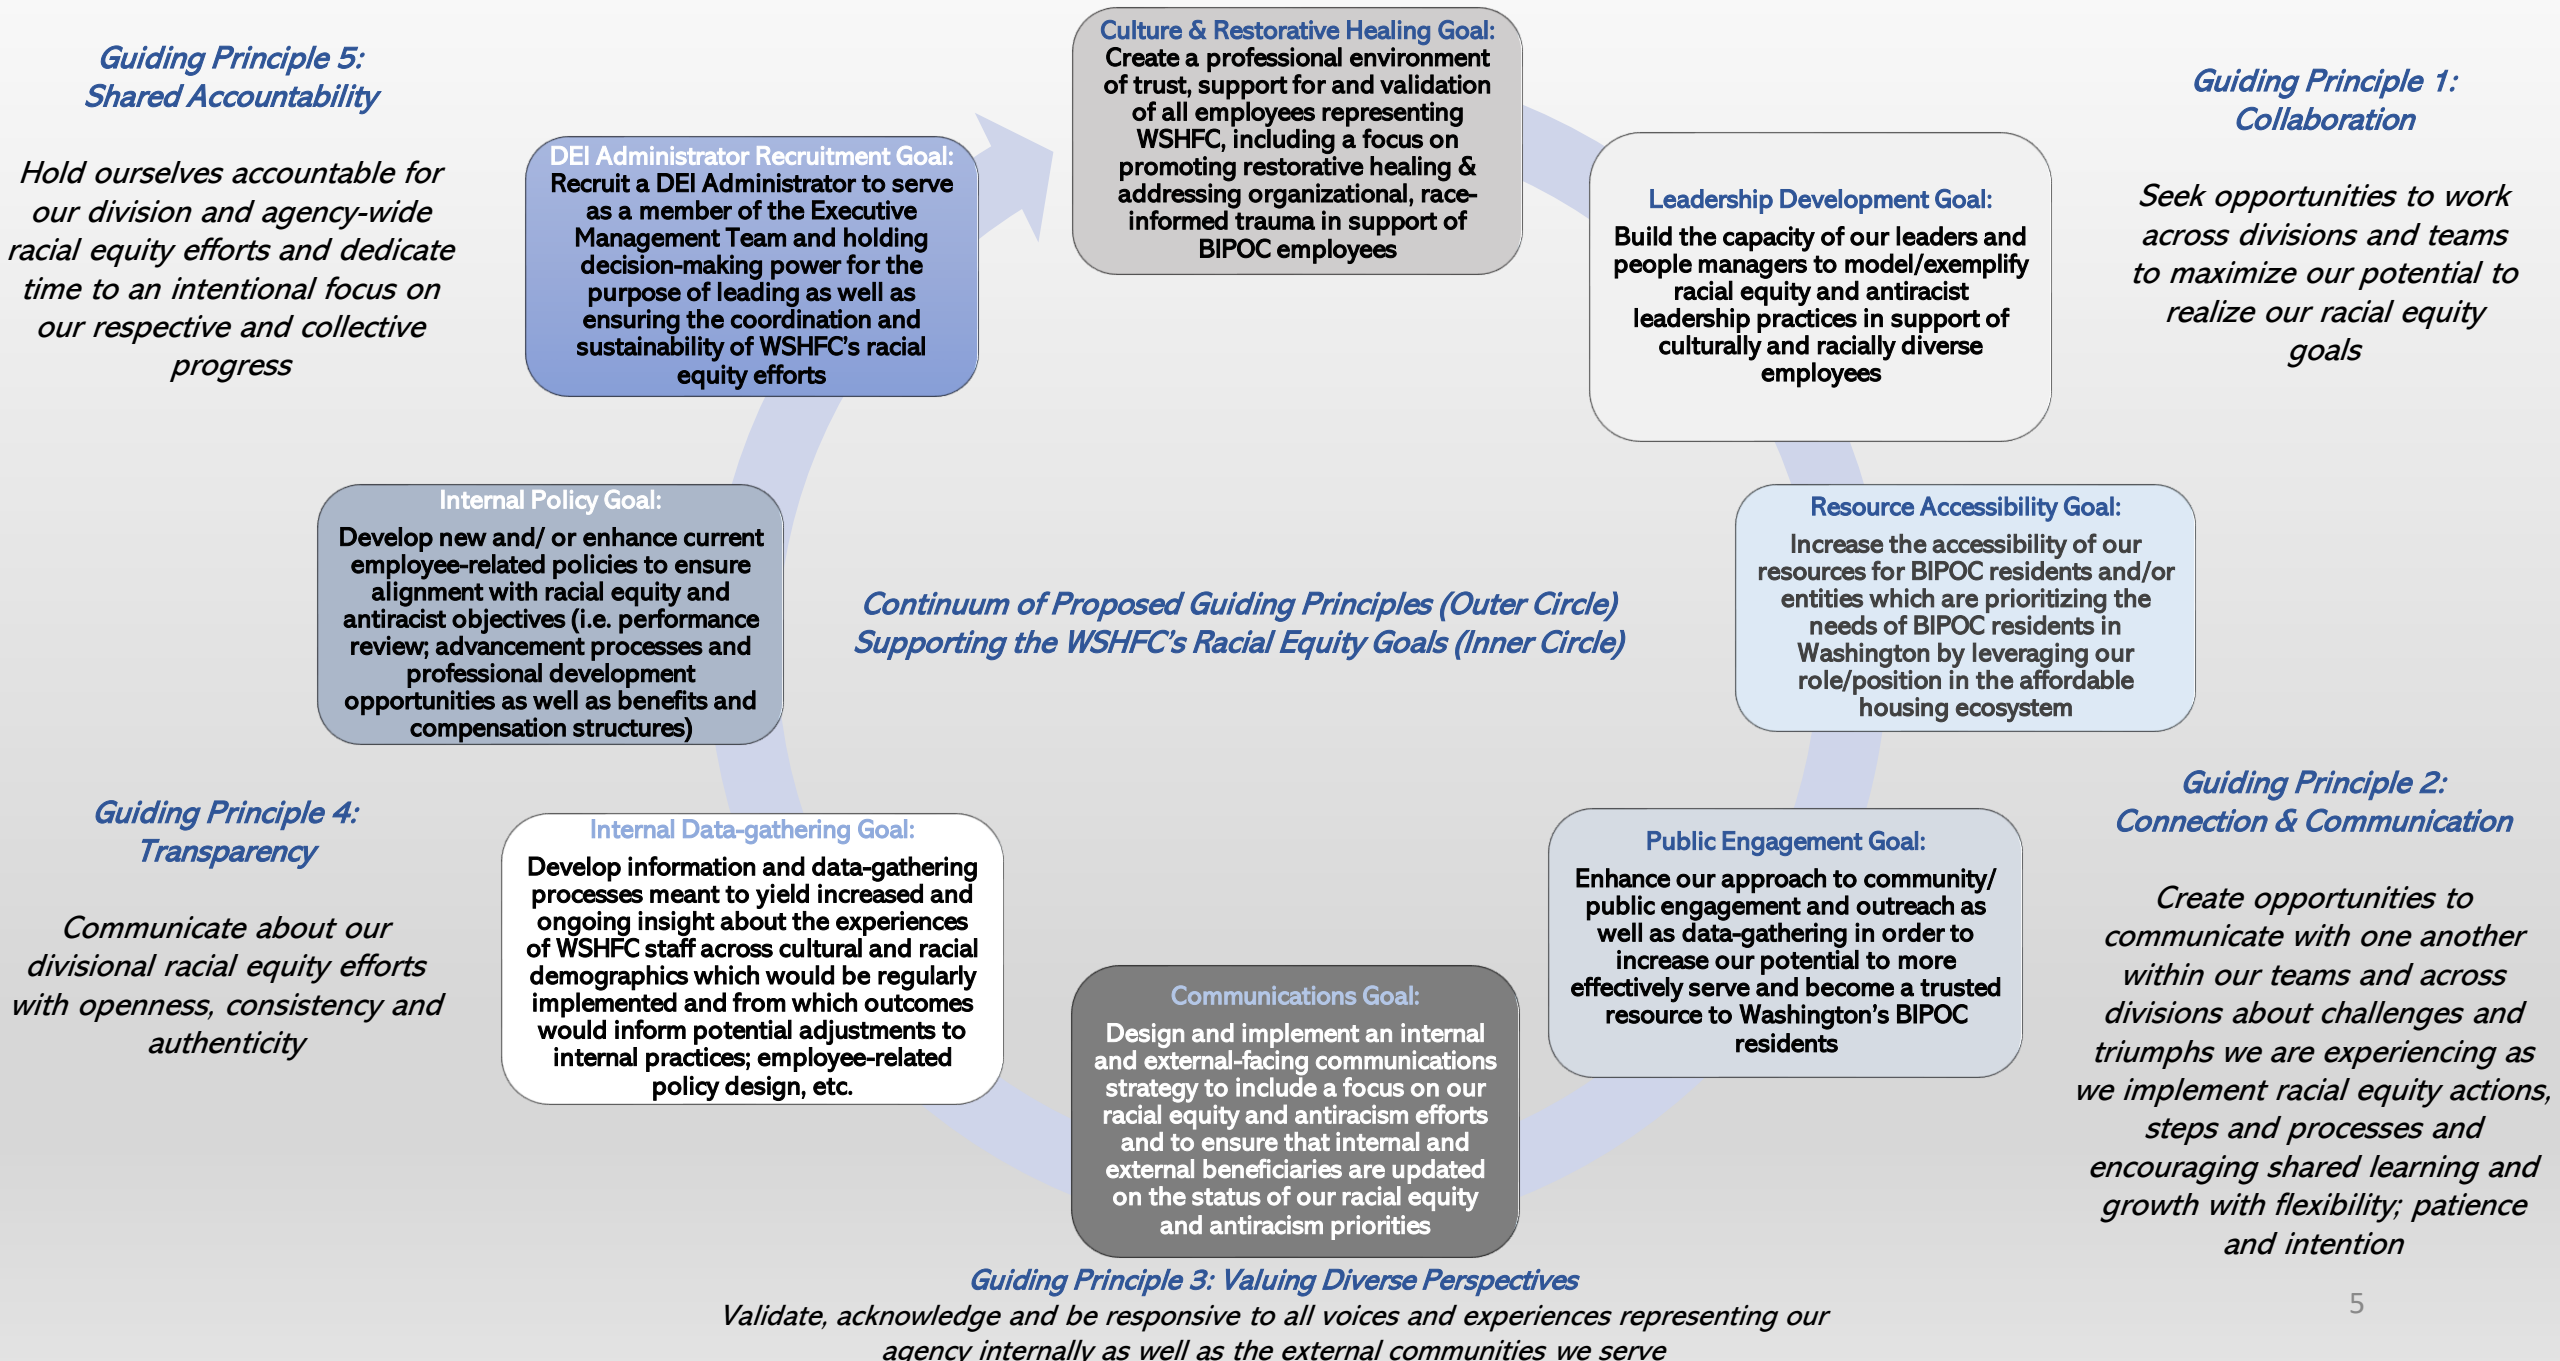 Guiding Principle 5:
Shared Accountability
Hold ourselves accountable for
our division and agency-wide
racial equity efforts and dedicate
time to an intentional focus on
our respective and collective
progress
Culture & Restorative Healing Goal:
Create a professional environment
of trust, support for and validation
of all employees representing
WSHFC, including a focus on
promoting restorative healing &
addressing organizational, race-
informed trauma in support of
BIPOC employees
Guiding Principle 1:
Collaboration
Seek opportunities to work
across divisions and teams
to maximize our potential to
realize our racial equity
goals
DEI Administrator Recruitment Goal:
Recruit a DEI Administrator to serve
as a member of the Executive
Management Team and holding
decision-making power for the
purpose of leading as well as
ensuring the coordination and
sustainability of WSHFC's racial
equity efforts
Leadership Development Goal:
Build the capacity of our leaders and
people managers to model/exemplify
racial equity and antiracist
leadership practices in support of
culturally and racially diverse
employees
Internal Policy Goal:
Develop new and/ or enhance current
employee-related policies to ensure
alignment with racial equity and
antiracist objectives (i.e. performance
review; advancement processes and
professional development
opportunities as well as benefits and
compensation structures)
Continuum of Proposed Guiding Principles (Outer Circle)
Supporting the WSHFC's Racial Equity Goals (Inner Circle)
Resource Accessibility Goal:
Increase the accessibility of our
resources for BIPOC residents and/or
entities which are prioritizing the
needs of BIPOC residents in
Washington by leveraging our
role/position in the affordable
housing ecosystem
Guiding Principle 4:
Transparency
Communicate about our
divisional racial equity efforts
with openness, consistency and
authenticity
Internal Data-gathering Goal:
Develop information and data-gathering
processes meant to yield increased and
ongoing insight about the experiences
of WSHFC staff across cultural and racial
demographics which would be regularly
implemented and from which outcomes
would inform potential adjustments to
internal practices; employee-related
policy design, etc.
Communications Goal:
Design and implement an internal
and external-facing communications
strategy to include a focus on our
racial equity and antiracism efforts
and to ensure that internal and
external beneficiaries are updated
on the status of our racial equity
and antiracism priorities
Public Engagement Goal:
Enhance our approach to community/
public engagement and outreach as
well as data-gathering in order to
increase our potential to more
effectively serve and become a trusted
resource to Washington's BIPOC
residents
Guiding Principle 2:
Connection & Communication
Create opportunities to
communicate with one another
within our teams and across
divisions about challenges and
triumphs we are experiencing as
we implement racial equity actions,
steps and processes and
encouraging shared learning and
growth with flexibility; patience
and intention
Guiding Principle 3: Valuing Diverse Perspectives
Validate, acknowledge and be responsive to all voices and experiences representing our
agency internally as well as the external communities we serve
5